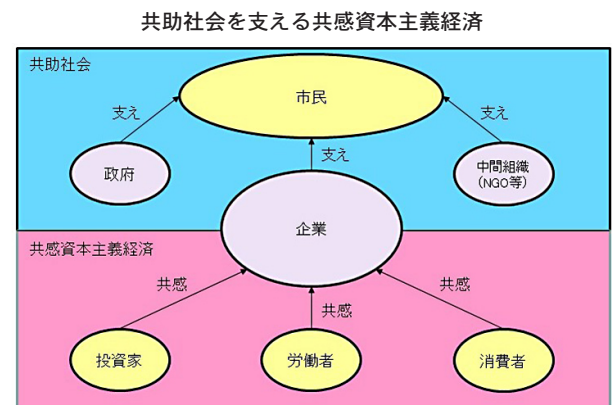 共助社会を支える共感資本主義経済
共助社会
市民
支え
支え
政府
支え
中間組織
（NGO等）
企業
共感資本主義経済
共感
共感
共感
投資家
労働者
消費者